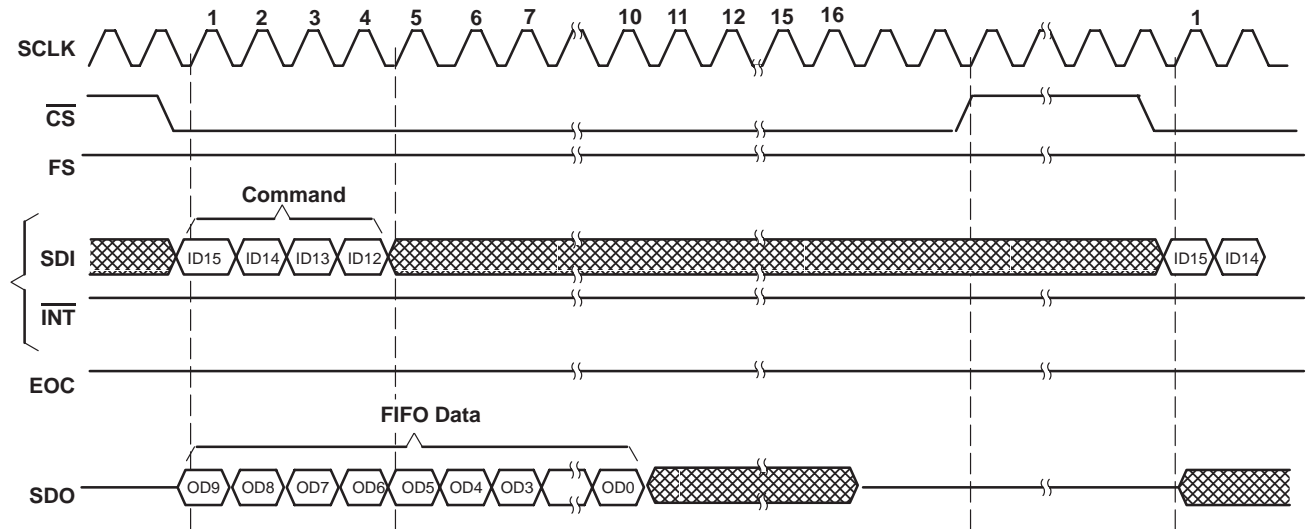 1 2 3 4 5 6 7 10 11 12 15 16 1
SCLK
CS
FS
Command
SDI ID15 ID14 ID13 ID12 ID15 ID14
INT
EOC
FIFO Data
SDO OD9 OD8 OD7 OD6 OD5 OD4 OD3 OD0